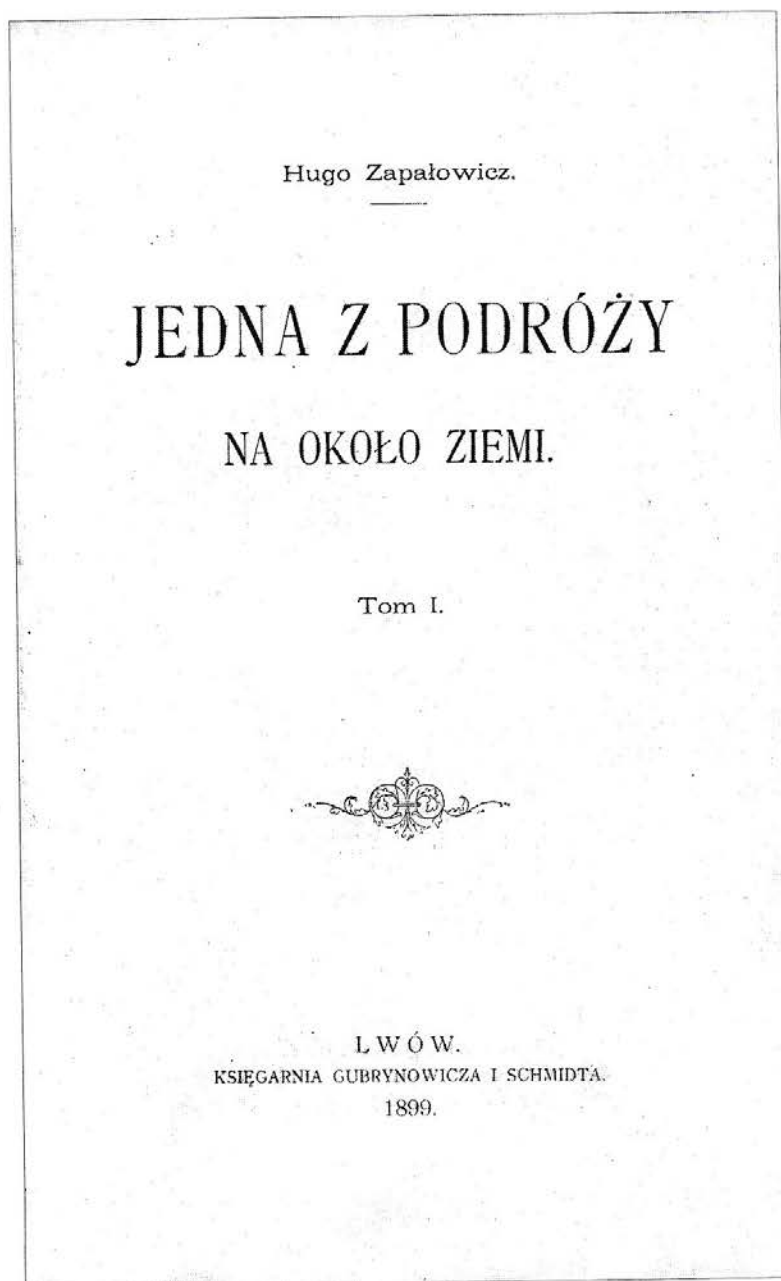 Hugo Zapałowicz.
JEDNA Z PODRÓŻY
NA OKOŁO ZIEMI.
Tom I.
LWÓW.
KSIĘGARNIA GUBRYNOWICZA I SCHMIDTA.
1899.